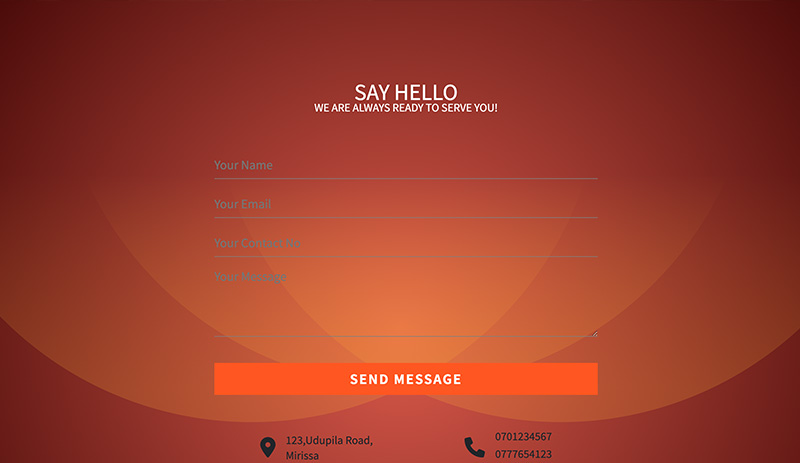 SAY HELLO
WE ARE ALWAYS READY TO SERVE YOU!
Your Name
Your Email
Your Contact No
Your Message
SEND MESSAGE
123,Udupila Road,
Mirissa
0701234567
0777654123